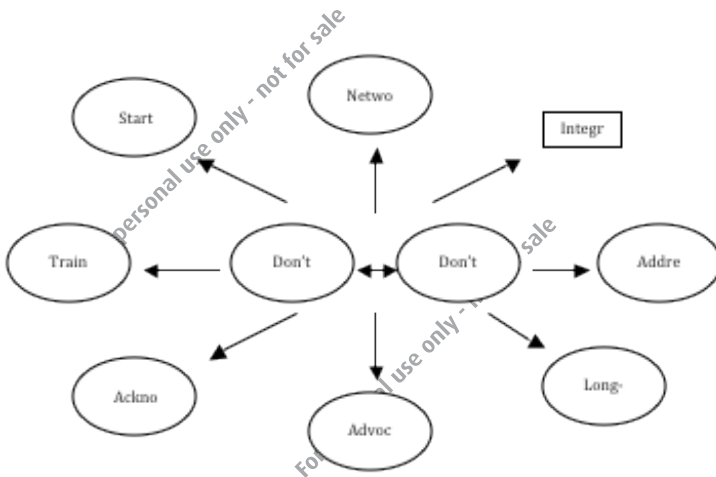 Netwo
Start
Integr
Train
Don't
Don't
Addre
Long-
Ackno
Advoc
personal use only - not for sale
For personal use only - not for sale